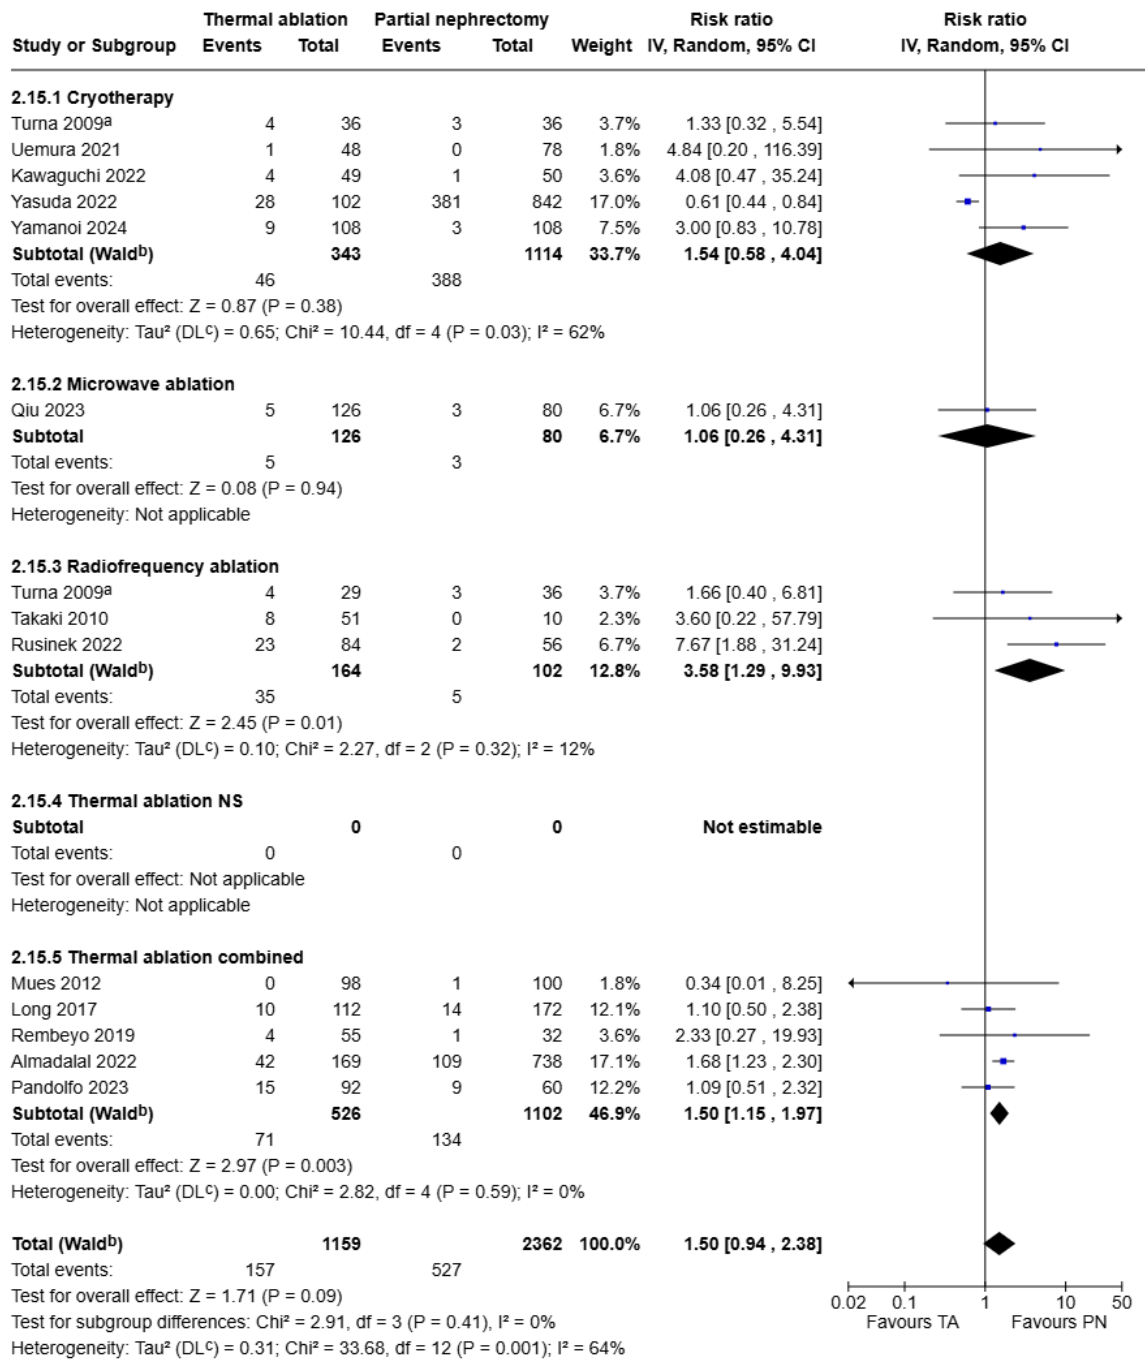 Thermal ablation Partial nephrectomy Risk ratio Risk ratio
Study or Subgroup Events Total Events Total Weight IV, Random, 95% CI IV, Random, 95% CI
2.15.1 Cryotherapy
Turna 2009a 4 36 3 36 3.7% 1.33 [0.32 , 5.54]
Uemura 2021 1 48 0 78 1.8% 4.84 [0.20 , 116.39]
Kawaguchi 2022 4 49 1 50 3.6% 4.08 [0.47 , 35.24]
Yasuda 2022 28 102 381 842 17.0% 0.61 [0.44 , 0.84]
Yamanoi 2024 9 108 3 108 7.5% 3.00 [0.83 , 10.78]
Subtotal (Waldb) 343 1114 33.7% 1.54 [0.58 , 4.04]
Total events: 46 388
Test for overall effect: Z = 0.87 (P = 0.38)
Heterogeneity: Tau² (DLc) = 0.65; Chi² = 10.44, df = 4 (P = 0.03); I² = 62%
2.15.2 Microwave ablation
Qiu 2023 5 126 3 80 6.7% 1.06 [0.26 , 4.31]
Subtotal 126 80 6.7% 1.06 [0.26 , 4.31]
Total events: 5 3
Test for overall effect: Z = 0.08 (P = 0.94)
Heterogeneity: Not applicable
2.15.3 Radiofrequency ablation
Turna 2009a 4 29 3 36 3.7% 1.66 [0.40 , 6.81]
Takaki 2010 8 51 0 10 2.3% 3.60 [0.22 , 57.79]
Rusinek 2022 23 84 2 56 6.7% 7.67 [1.88 , 31.24]
Subtotal (Waldb) 164 102 12.8% 3.58 [1.29 , 9.93]
Total events: 35 5
Test for overall effect: Z = 2.45 (P = 0.01)
Heterogeneity: Tau² (DLc) = 0.10; Chi² = 2.27, df = 2 (P = 0.32); I² = 12%
2.15.4 Thermal ablation NS
Subtotal 0 0 Not estimable
Total events: 0 0
Test for overall effect: Not applicable
Heterogeneity: Not applicable
2.15.5 Thermal ablation combined
Mues 2012 0 98 1 100 1.8% 0.34 [0.01 , 8.25]
Long 2017 10 112 14 172 12.1% 1.10 [0.50 , 2.38]
Rembeyo 2019 4 55 1 32 3.6% 2.33 [0.27 , 19.93]
Almadalal 2022 42 169 109 738 17.1% 1.68 [1.23 , 2.30]
Pandolfo 2023 15 92 9 60 12.2% 1.09 [0.51 , 2.32]
Subtotal (Waldb) 526 1102 46.9% 1.50 [1.15 , 1.97]
Total events: 71 134
Test for overall effect: Z = 2.97 (P = 0.003)
Heterogeneity: Tau² (DLc) = 0.00; Chi² = 2.82, df = 4 (P = 0.59); I² = 0%
Total (Waldb) 1159 2362 100.0% 1.50 [0.94 , 2.38]
Total events: 157 527
Test for overall effect: Z = 1.71 (P = 0.09)
Test for subgroup differences: Chi² = 2.91, df = 3 (P = 0.41), I² = 0%
Heterogeneity: Tau² (DLc) = 0.31; Chi² = 33.68, df = 12 (P = 0.001); I² = 64%
0.02 0.1 1 10 50
Favours TA Favours PN